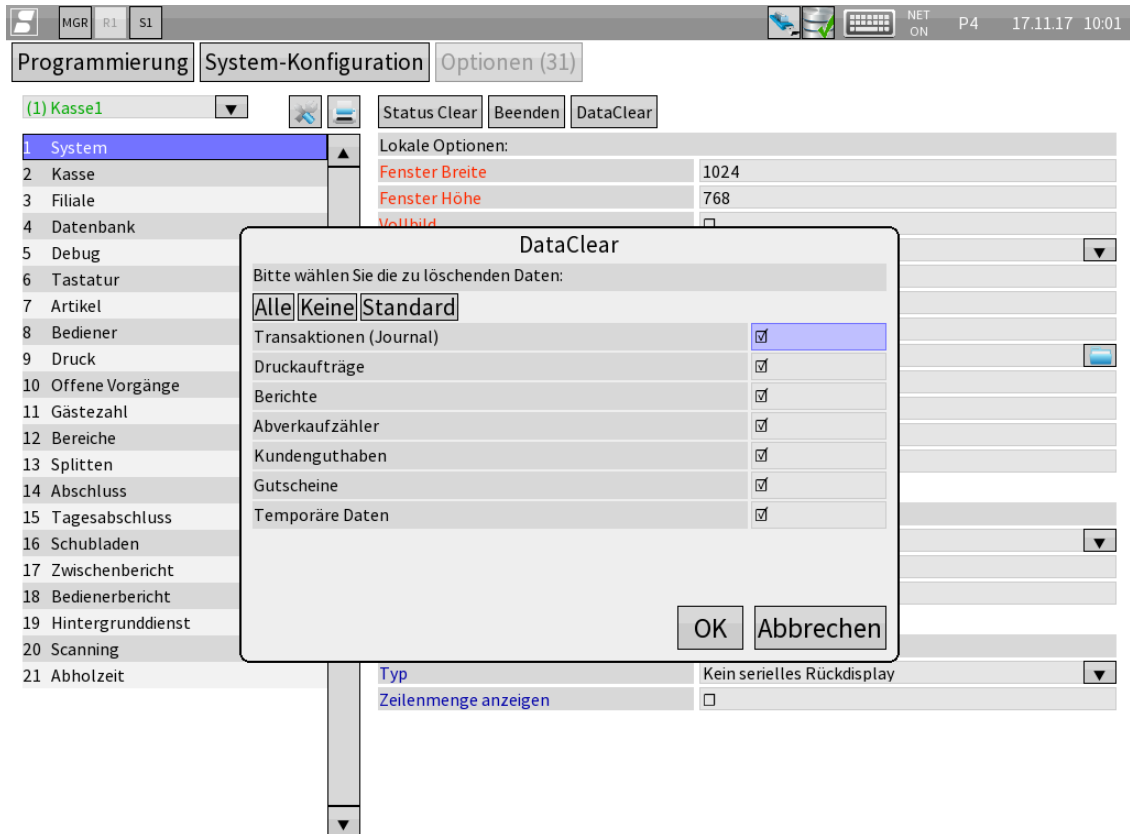 MGR R1 S1 NET ON P4 17.11.17 10:01
Programmierung System-Konfiguration Optionen (31)
(1) Kasse1
Status Clear Beenden DataClear
1 System
2 Kasse
3 Filiale
4 Datenbank
5 Debug
6 Tastatur
7 Artikel
8 Bediener
9 Druck
10 Offene Vorgänge
11 Gästezahl
12 Bereiche
13 Splitten
14 Abschluss
15 Tagesabschluss
16 Schubladen
17 Zwischenbericht
18 Bedienerbericht
19 Hintergrunddienst
20 Scanning
21 Abholzeit
Lokale Optionen:
Fenster Breite 1024
Fenster Höhe 768
Vollbild
DataClear
Bitte wählen Sie die zu löschenden Daten:
Alle Keine Standard
Transaktionen (Journal)
Druckaufträge
Berichte
Abverkaufzähler
Kundenguthaben
Gutscheine
Temporäre Daten
OK Abbrechen
Typ Kein serielles Rückdisplay
Zeilenmenge anzeigen